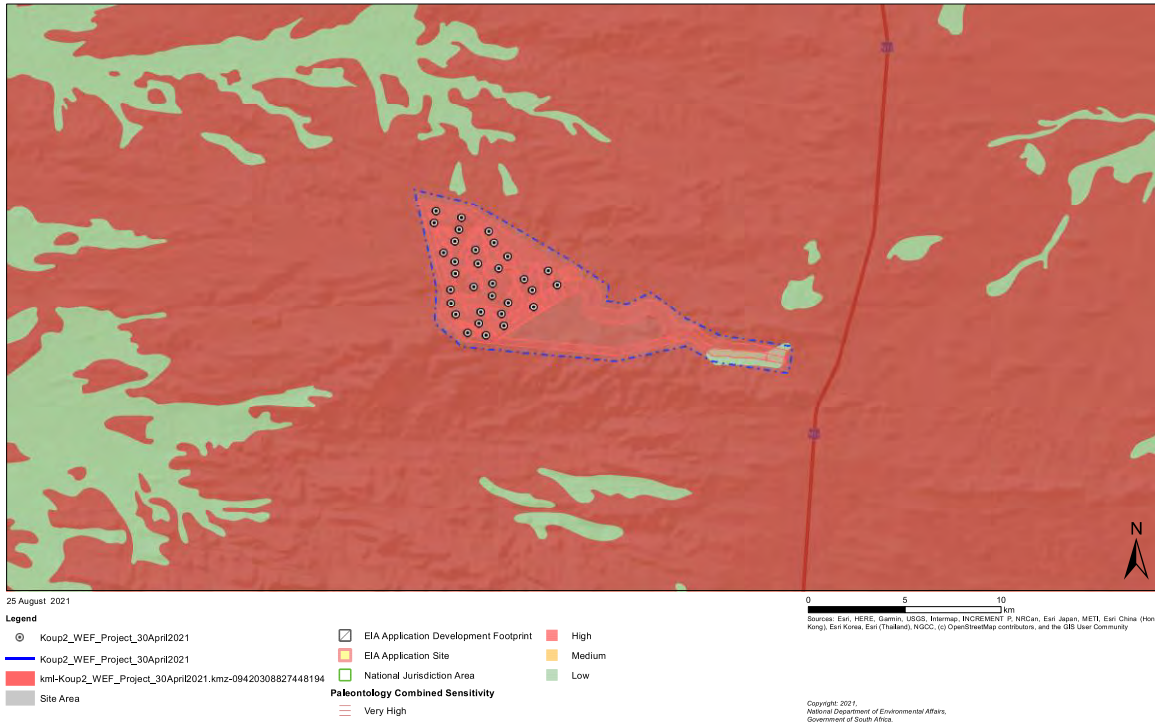 N
25 August 2021
0 5 10
km
Legend
Koup2_WEF_Project_30April2021
Koup2_WEF_Project_30April2021
kml-Koup2_WEF_Project_30April2021.kmz-09420308827448194
Site Area
EIA Application Development Footprint
EIA Application Site
National Jurisdiction Area
Paleontology Combined Sensitivity
Very High
High
Medium
Low
Sources: Esri, HERE, Garmin, USGS, Intermap, INCREMENT P, NRCan, Esri Japan, METI, Esri China (Hong
Kong), Esri Korea, Esri (Thailand), NGCC, (c) OpenStreetMap contributors, and the GIS User Community
Copyright: 2021,
National Department of Environmental Affairs,
Government of South Africa.